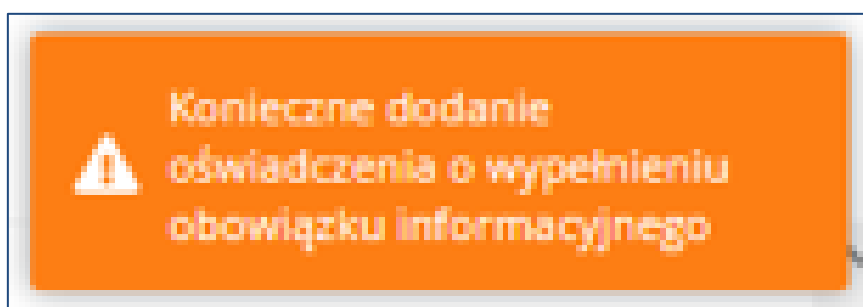 Konieczne dodanie
oświadczenia o wypełnieniu
obowiązku informacyjnego